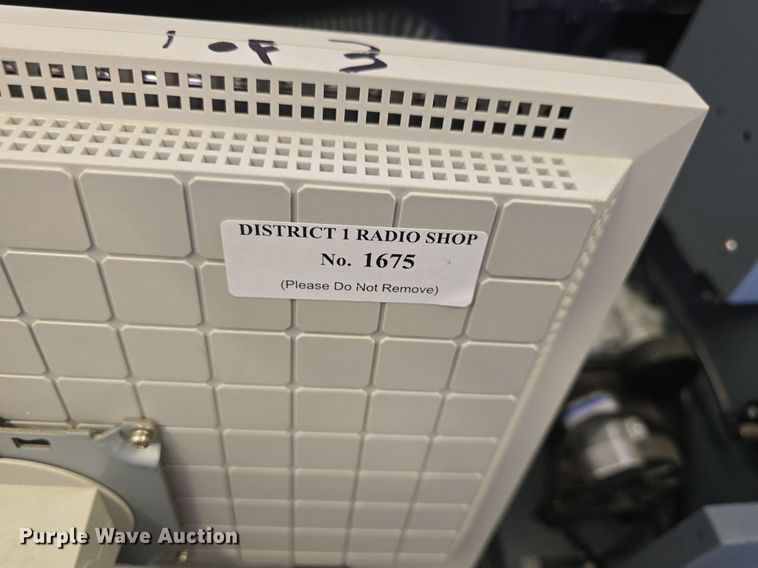 1 of 3
DISTRICT 1 RADIO SHOP
No. 1675
(Please Do Not Remove)
Purple Wave Auction®